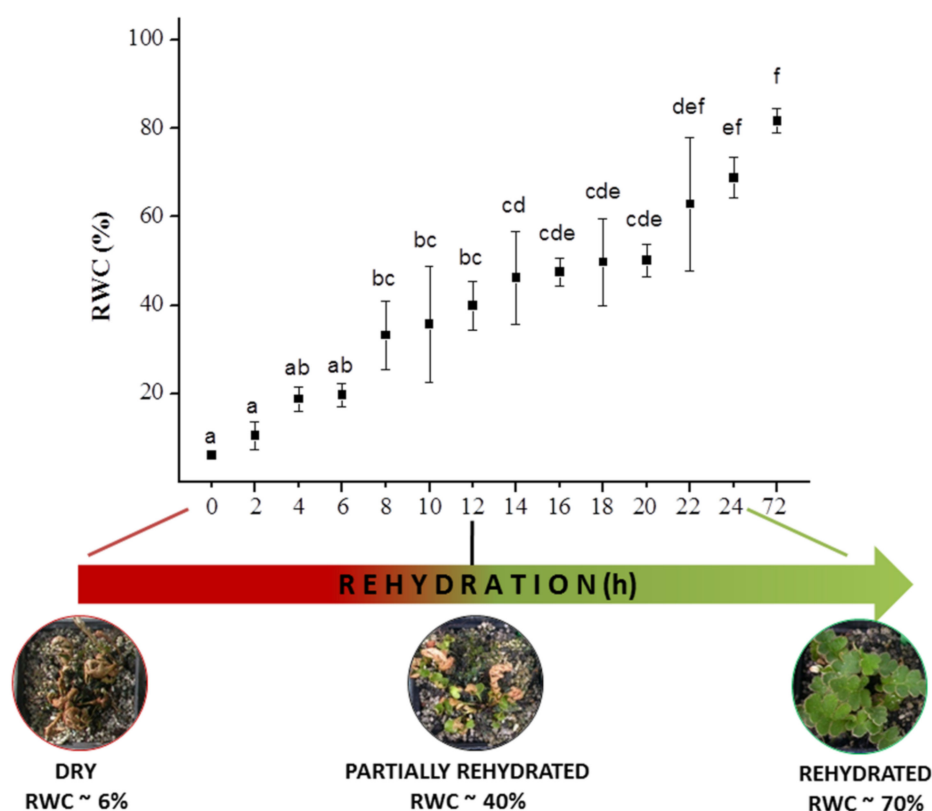 100
80
60
40
20
RWC (%)
a
a
ab
ab
bc
bc
bc
cd
cde
cde
cde
def
ef
f
0 2 4 6 8 10 12 14 16 18 20 22 24 72
REHYDRATION(h)
DRY
RWC ~ 6%
PARTIALLY REHYDRATED
RWC ~ 40%
REHYDRATED
RWC ~ 70%